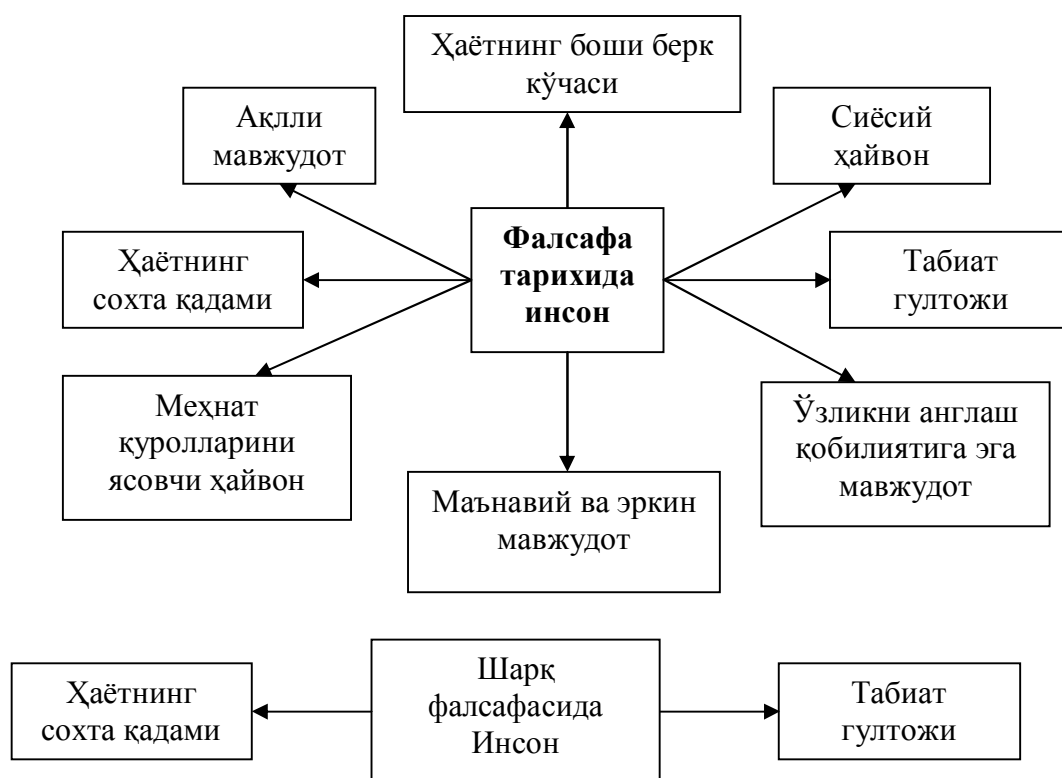 Ҳаётнинг боши берк
кўчаси
Ақлли
мавжудот
Сиёсий
ҳайвон
Фалсафа
тарихида
инсон
Ҳаётнинг
сохта қадами
Табиат
гултожи
Меҳнат
қуролларини
ясовчи ҳайвон
Ўзликни англаш
қобилиятига эга
мавжудот
Маънавий ва эркин
мавжудот
Ҳаётнинг
сохта қадами
Шарқ
фалсафасида
Инсон
Табиат
гултожи